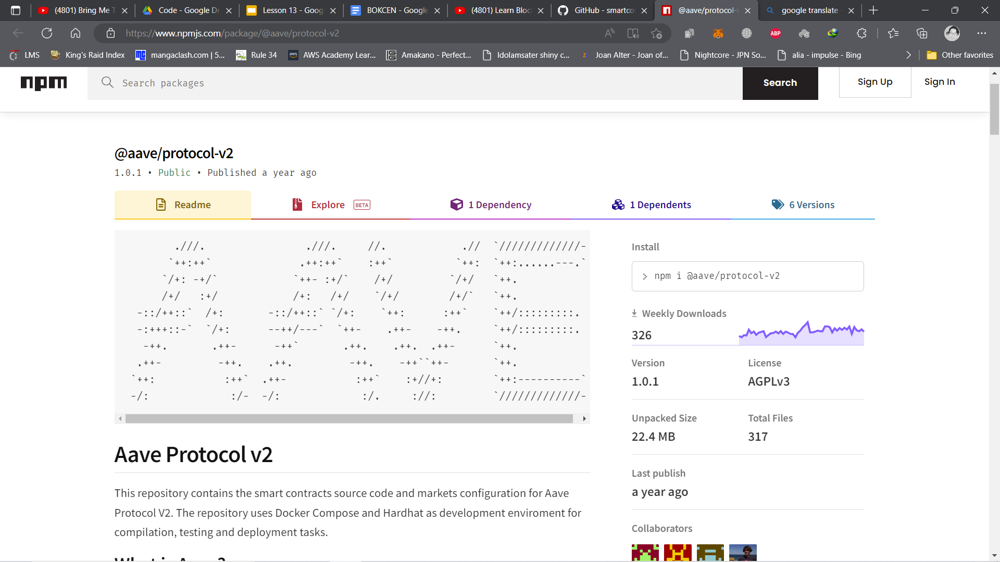 (4801) Bring Me T
Code - Google Dr
Lesson 13 - Goog
BOKCEN - Google
(4801) Learn Bloc
GitHub - smartco
@aave/protocol-v
google translate
https://www.npmjs.com/package/@aave/protocol-v2
ABP
LMS
King's Raid Index
mangaclash.com | 5...
Rule 34
AWS Academy Lear...
Amakano - Perfect...
Idolamsater shiny c...
Joan Alter - Joan of...
Nightcore - JPN So...
alia - impulse - Bing
Other favorites
npm
Search packages
Search
Sign Up
Sign In
@aave/protocol-v2
1.0.1 • Public • Published a year ago
Readme
Explore BETA
1 Dependency
1 Dependents
6 Versions
.///. .///. //. .// `/////////////-
`++:++` .++:++` :++` `++: `++:......---.`
`/+: -+/` `++- :+/` /+/ `/+/ `++.
/+/ :+/ /+: /+/ `/+/ /+/` `++.
-::/++::` /+: -::/++::` `/+: `++: :++` `++/:::::::::.
-:+++::-` `/+: --++/---` `++- .++- -++. `++/:::::::::.
-++. .++- -++` .++. .++. .++- `++.
.++- -++. .++. -++. -++``++- `++.
`++: :++` .++- :++` :+//+: `++:----------`
-/: :/- -/: :/. ://: `/////////////-
Aave Protocol v2
This repository contains the smart contracts source code and markets configuration for Aave
Protocol V2. The repository uses Docker Compose and Hardhat as development enviroment for
compilation, testing and deployment tasks.
Install
> npm i @aave/protocol-v2
Weekly Downloads
326
Version
1.0.1
License
AGPLv3
Unpacked Size
22.4 MB
Total Files
317
Last publish
a year ago
Collaborators